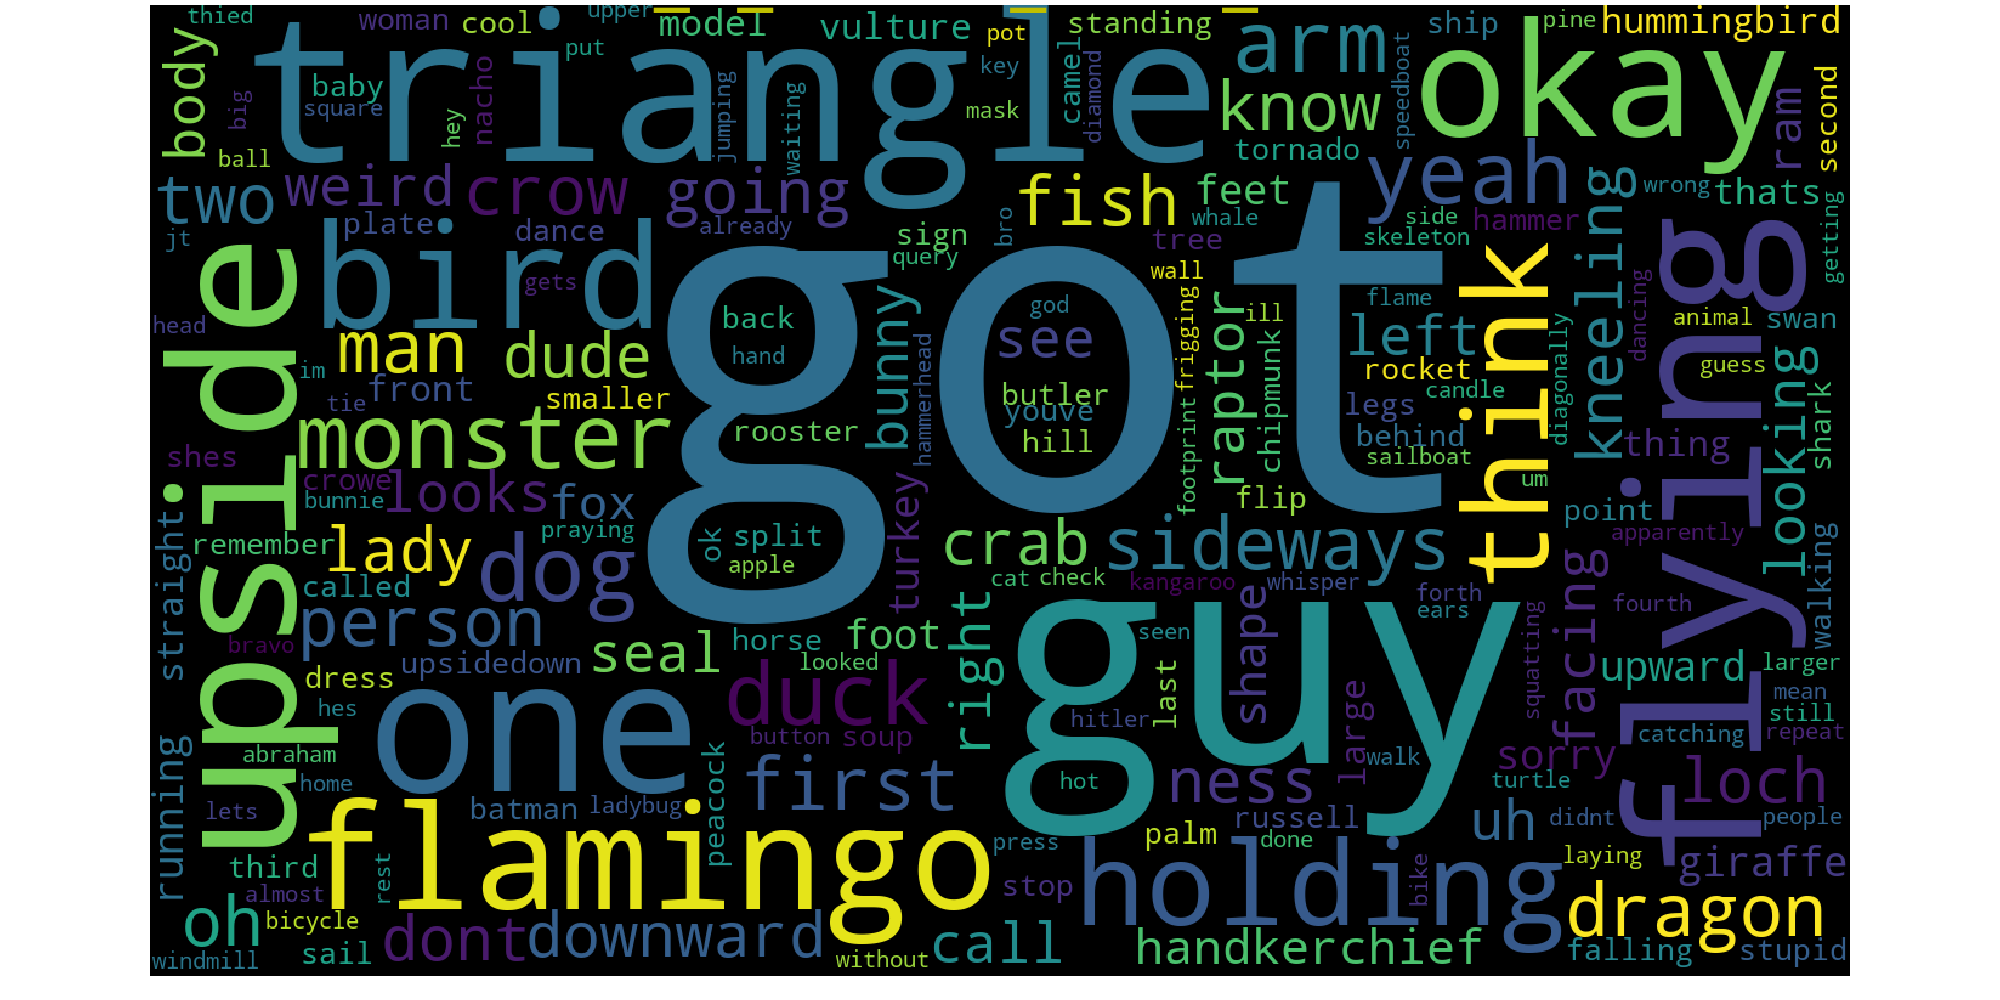 thied
woman
cool
upper
model
vulture
standing
ship
pine
hummingbird
put
pot
key
triangle
arm
okay
body
baby
square
big
nacho
hey
jumping
waiting
mask
camel
diamond
know
speedboat
ram
second
ball
tornado
two
weird
crow
going
fish
feet
yeah
kneeling
wrong
thats
jt
plate
dance
already
sign
query
bro
whale
tree
side
skeleton
hammer
getting
upside
bird
gets
got
wall
flame
think
flying
dancing
animal
swan
head
im
man
dude
back
hand
bunny
god
see
ill
left
guess
tie
front
smaller
butler
youve
hill
footprint
frigging
raptor
chipmunk
rocket
candle
legs
behind
sailboat
diagonally
looking
shark
monster
rooster
hammerhead
thing
shes
crowe
bunnie
looks
fox
praying
turkey
flip
um
point
apparently
straight
remember
lady
dog
ok
split
apple
crab
sideways
called
cat
check
kangaroo
whisper
forth
ears
fourth
walking
person
bravo
upsidedown
seal
horse
foot
looked
right
seen
guy
shape
squatting
facing
upward
larger
dress
hes
one
duck
button
soup
last
hitler
large
mean
still
repeat
catching
abraham
home
peacock
first
hot
ness
walk
sorry
turtle
loch
running
lets
batman
ladybug
russell
uh
didnt
people
third
flamingo
press
palm
done
laying
giraffe
almost
rest
stop
holding
bike
oh
bicycle
dragon
windmill
sail
dont
downward
without
call
handkerchief
falling
stupid